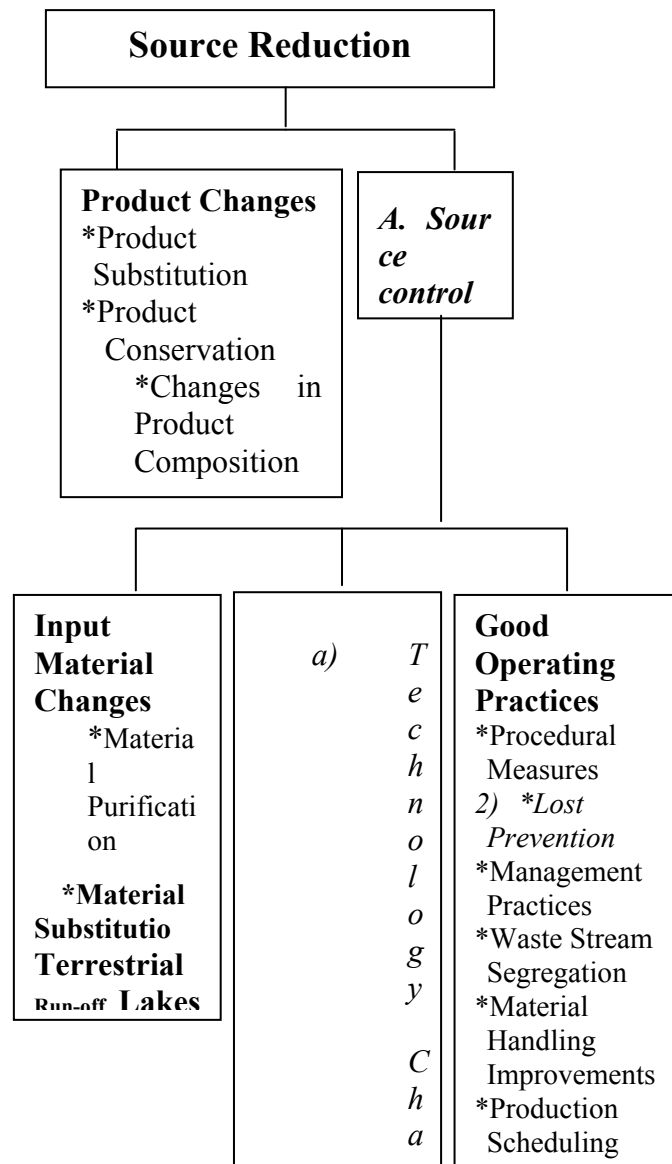 Source Reduction
Product Changes
*Product
Substitution
*Product
Conservation
*Changes in
Product
Composition
A. Sour
ce
control
Input
Material
Changes
*Materia
l
Purificati
on
*Material
Substitutio
Terrestrial
Run-off Lakes
a) T
e
c
h
n
o
l
o
g
y
C
h
a
Good
Operating
Practices
*Procedural
Measures
2) *Lost
Prevention
*Management
Practices
*Waste Stream
Segregation
*Material
Handling
Improvements
*Production
Scheduling